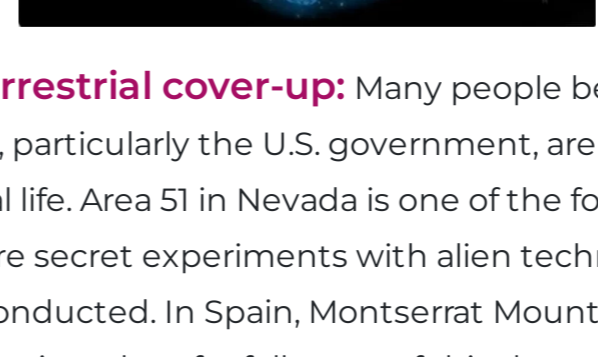 rrestrial cover-up: Many people be
, particularly the U.S. government, are
l life. Area 51 in Nevada is one of the fo
re secret experiments with alien techn
onducted. In Spain, Montserrat Mount